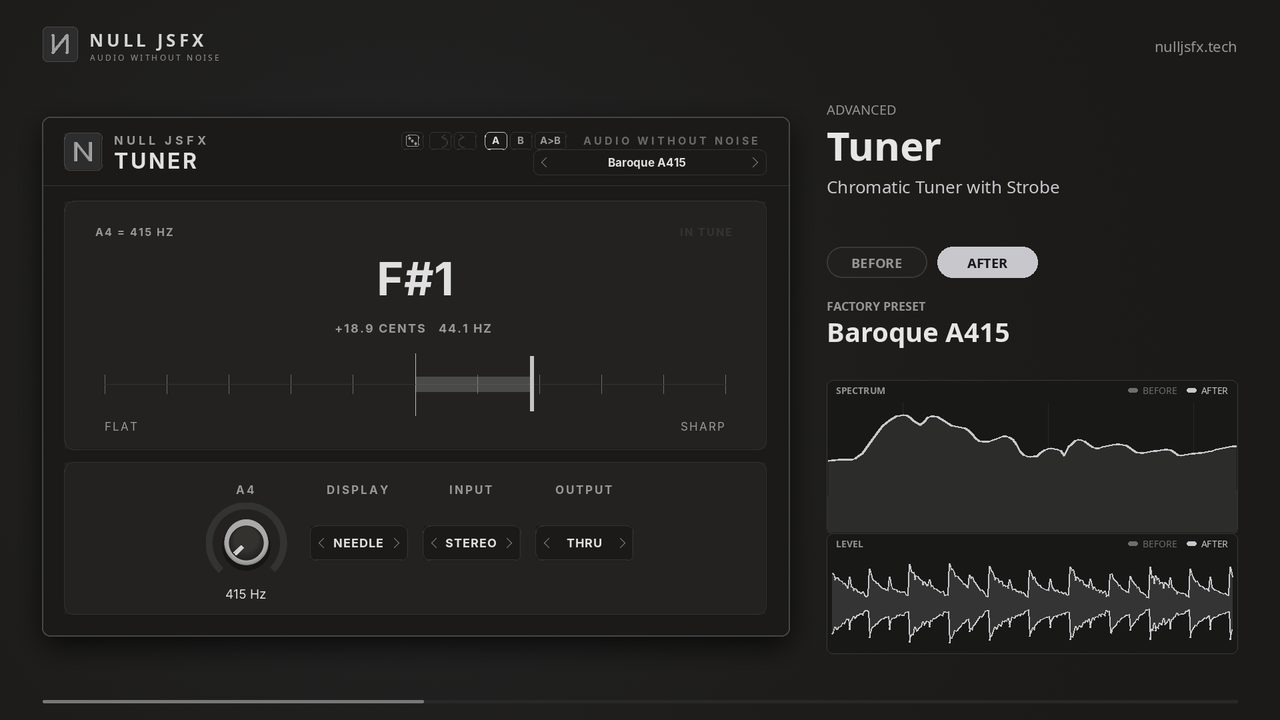 NULL JSFX
AUDIO WITHOUT NOISE
nulljsfx.tech
N
NULL JSFX
TUNER
A B A>B AUDIO WITHOUT NOISE
Baroque A415
A4 = 415 HZ
IN TUNE
F#1
+18.9 CENTS 44.1 HZ
FLAT
SHARP
A4 DISPLAY INPUT OUTPUT
NEEDLE STEREO THRU
415 Hz
ADVANCED
Tuner
Chromatic Tuner with Strobe
BEFORE AFTER
FACTORY PRESET
Baroque A415
SPECTRUM BEFORE AFTER
LEVEL BEFORE AFTER